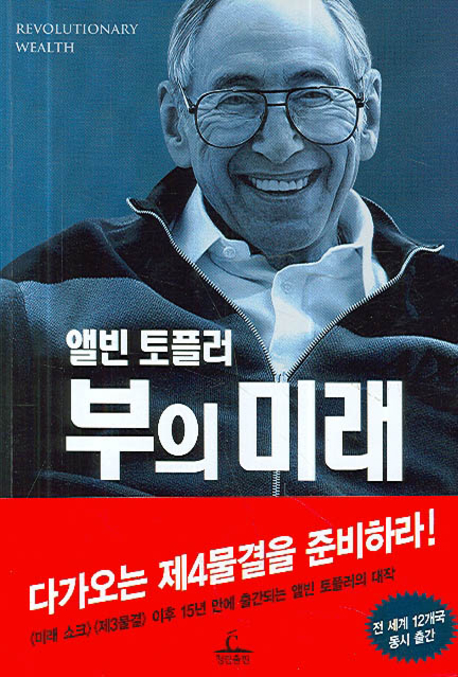 REVOLUTIONARY
WEALTH
앨빈 토플러
부의 미래
다가오는 제4물결을 준비하라!
《미래 쇼크》《제3물결》 이후 15년 만에 출간되는 앨빈 토플러의 대작
전 세계 12개국
동시 출간
청림출판